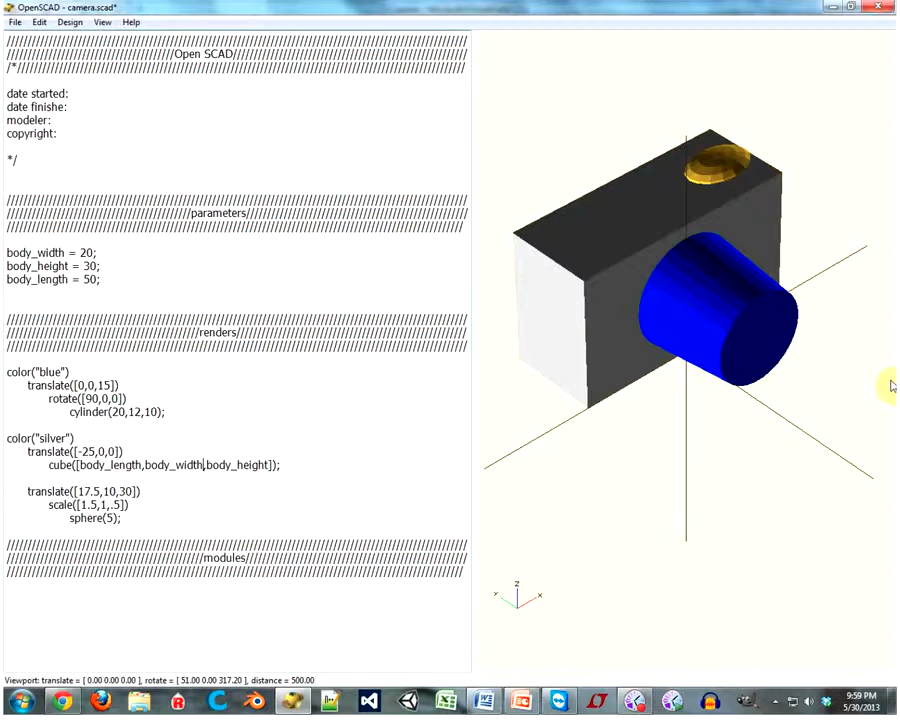 OpenSCAD - camera.scad*
File Edit Design View Help
////////////////////////////////////////////////////////////////////////////////////////////////////////////////
/////////////////////////////////////////Open SCAD/////////////////////////////////////////////////////////
/*/////////////////////////////////////////////////////////////////////////////////////////////////////////////
date started:
date finishe:
modeler:
copyright:
*/
////////////////////////////////////////////////////////////////////////////////////////////////////////////////
/////////////////////////////////////////////parameters/////////////////////////////////////////////////////
///////////////////////////////////////////////////////////////////////////////////////////////////////////////
body_width = 20;
body_height = 30;
body_length = 50;
////////////////////////////////////////////////////////////////////////////////////////////////////////////////
///////////////////////////////////////////////renders///////////////////////////////////////////////////////
////////////////////////////////////////////////////////////////////////////////////////////////////////////////
color("blue")
translate([0,0,15])
rotate([90,0,0])
cylinder(20,12,10);
color("silver")
translate([-25,0,0])
cube([body_length,body_width,body_height]);
translate([17.5,10,30])
scale([1.5,1,.5])
sphere(5);
////////////////////////////////////////////////////////////////////////////////////////////////////////////////
////////////////////////////////////////////////modules//////////////////////////////////////////////////////
///////////////////////////////////////////////////////////////////////////////////////////////////////////////
Z
Y
X
Viewport: translate = [ 0.00 0.00 0.00 ], rotate = [ 51.00 0.00 317.20 ], distance = 500.00
9:59 PM
5/30/2013